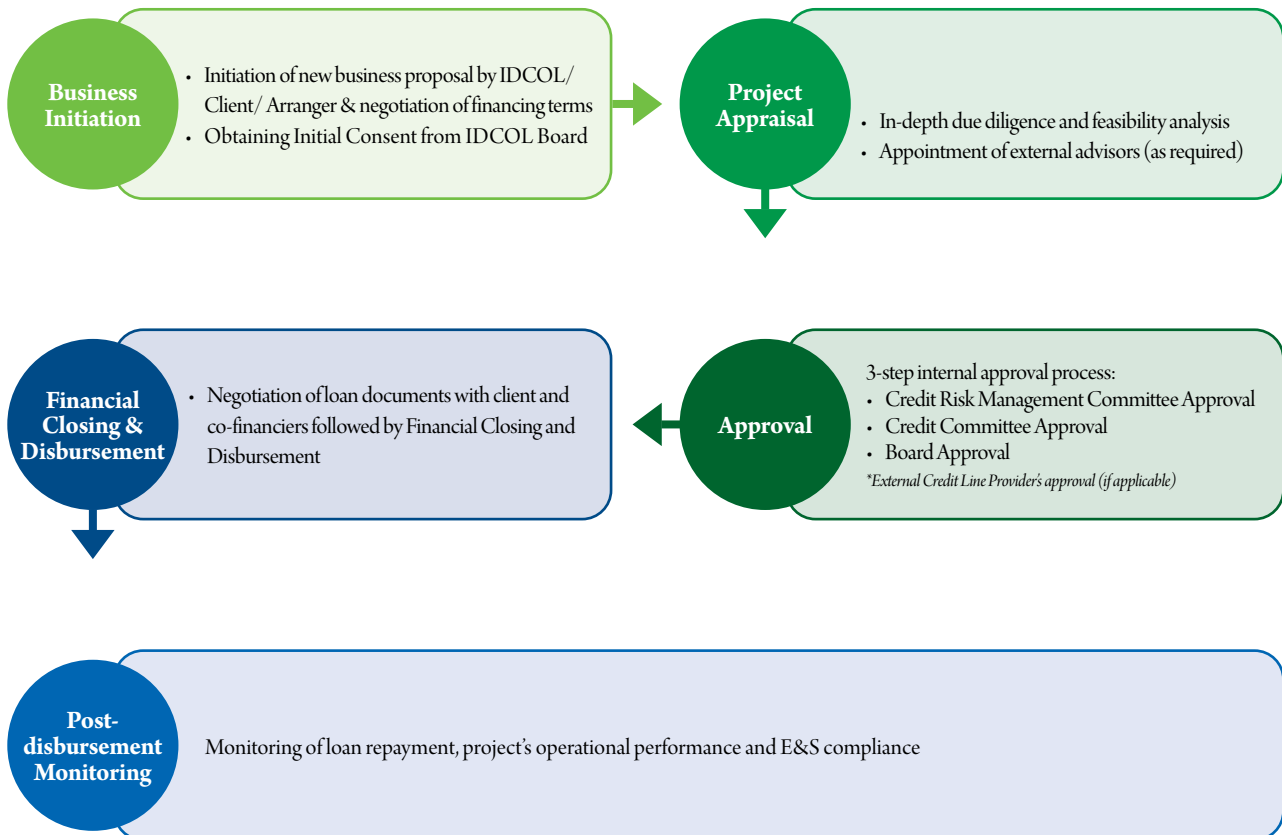 Business
Initiation
• Initiation of new business proposal by IDCOL/
Client/ Arranger & negotiation of financing terms
• Obtaining Initial Consent from IDCOL Board
Project
Appraisal
• In-depth due diligence and feasibility analysis
• Appointment of external advisors (as required)
Approval
3-step internal approval process:
• Credit Risk Management Committee Approval
• Credit Committee Approval
• Board Approval
*External Credit Line Provider's approval (if applicable)
Financial
Closing &
Disbursement
• Negotiation of loan documents with client and
co-financiers followed by Financial Closing and
Disbursement
Post-
disbursement
Monitoring
Monitoring of loan repayment, project's operational performance and E&S compliance